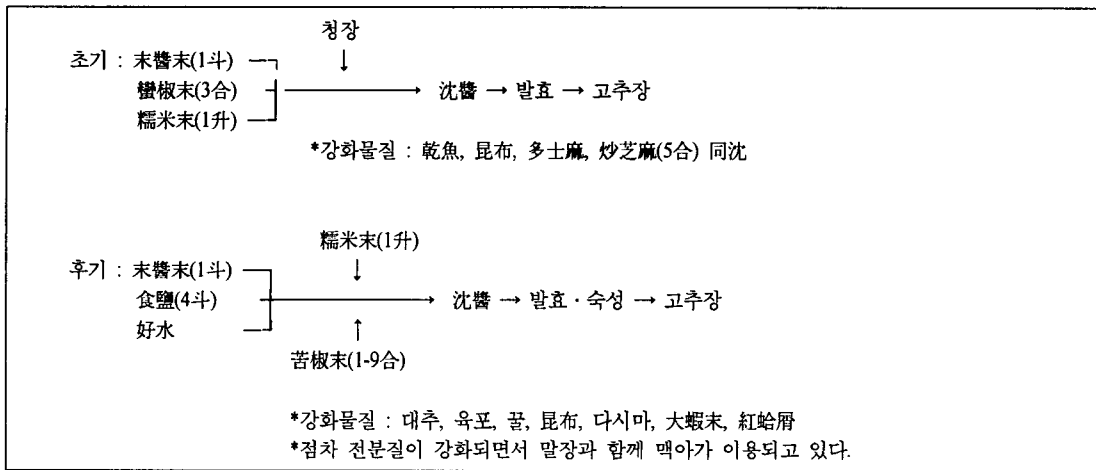 청장
초기 : 末醬末(1斗)
蠻椒末(3合) → 沈醬 → 발효 → 고추장
糯米末(1升)
*강화물질 : 乾魚, 昆布, 多士麻, 炒芝麻(5合) 同沈
糯米末(1升)
후기 : 末醬末(1斗)
食鹽(4斗) → 沈醬 → 발효 · 숙성 → 고추장
好水
苦椒末(1-9合)
*강화물질 : 대추, 육포, 꿀, 昆布, 다시마, 大蝦末, 紅蛤屑
*점차 전분질이 강화되면서 말장과 함께 맥아가 이용되고 있다.